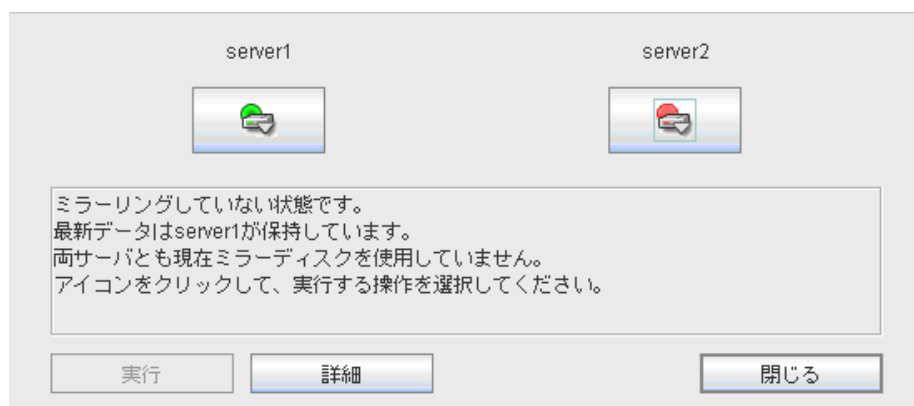 server1
server2
ミラーリングしていない状態です。
最新データはserver1が保持しています。
両サーバとも現在ミラーディスクを使用していません。
アイコンをクリックして、実行する操作を選択してください。
実行
詳細
閉じる